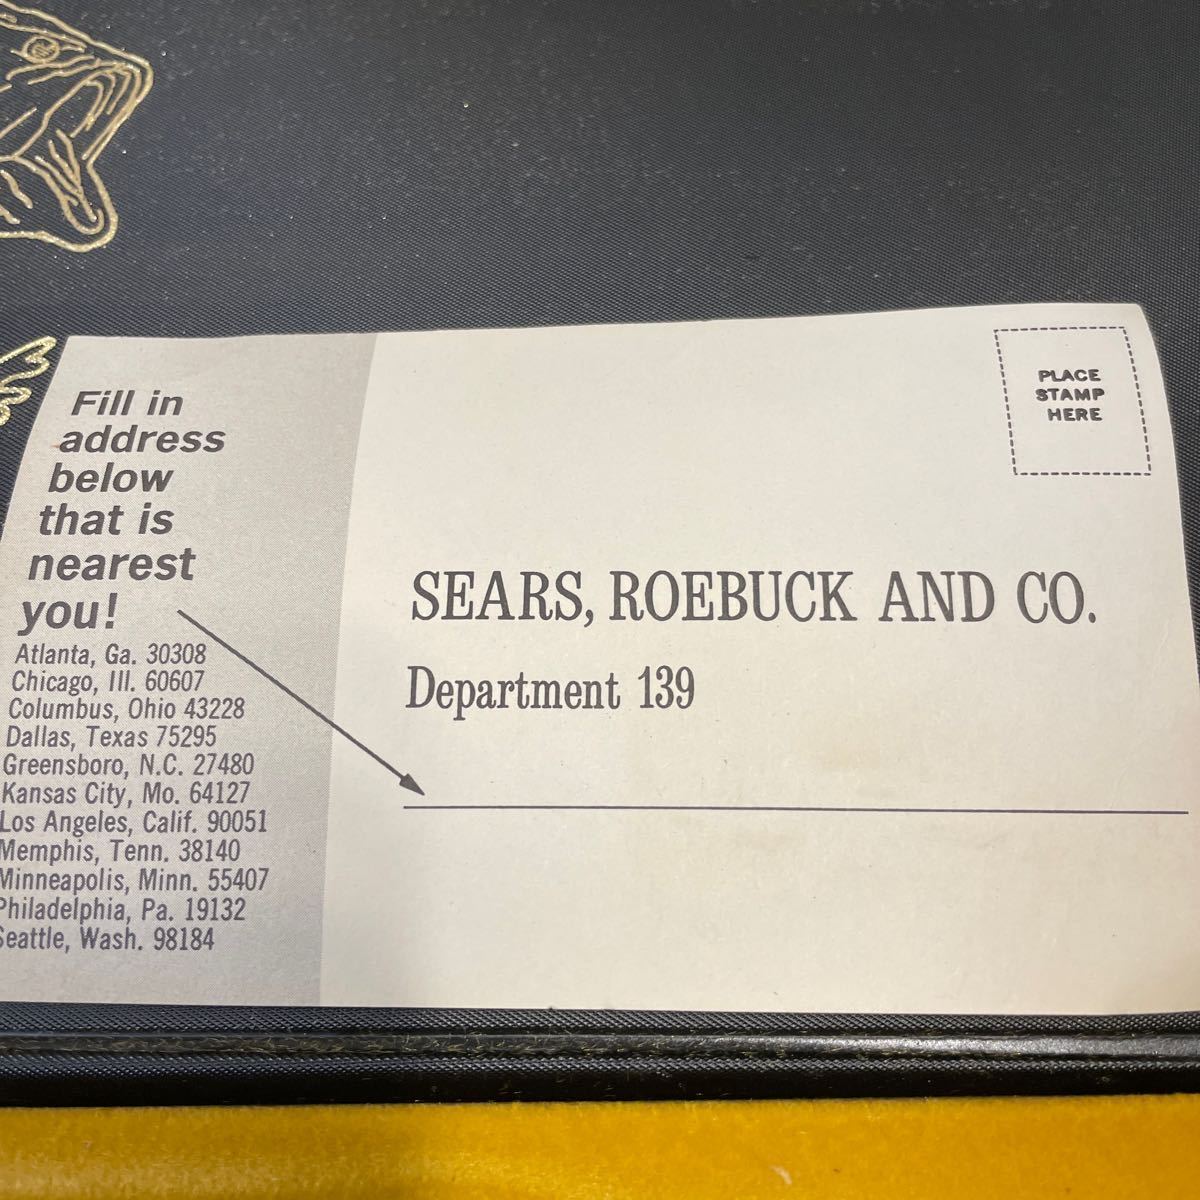 Fill in
address
below
that is
nearest
you!
Atlanta, Ga. 30308
Chicago, Ill. 60607
Columbus, Ohio 43228
Dallas, Texas 75295
Greensboro, N.C. 27480
Kansas City, Mo. 64127
Los Angeles, Calif. 90051
Memphis, Tenn. 38140
Minneapolis, Minn. 55407
Philadelphia, Pa. 19132
Seattle, Wash. 98184
PLACE
STAMP
HERE
SEARS, ROEBUCK AND CO.
Department 139